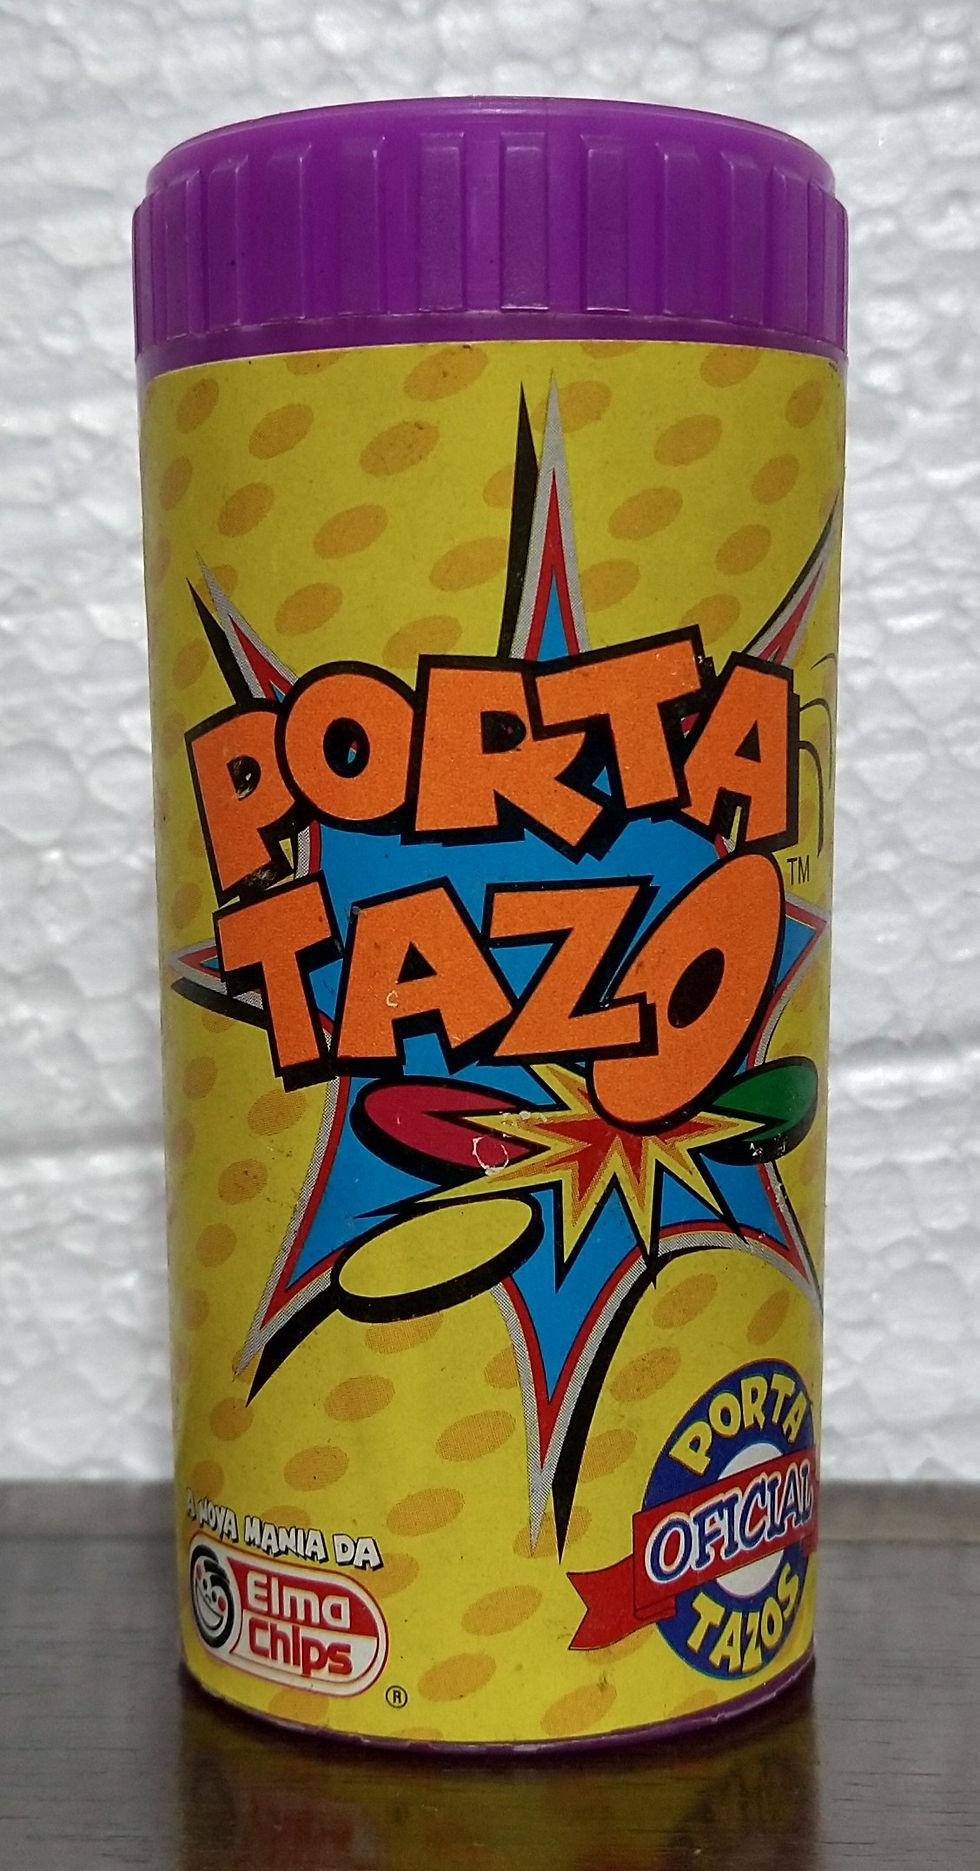 PORTA
TAZO
TM
A NOVA MANIA DA
Elma
Chips
®
PORTA
OFICIAL
TAZOS